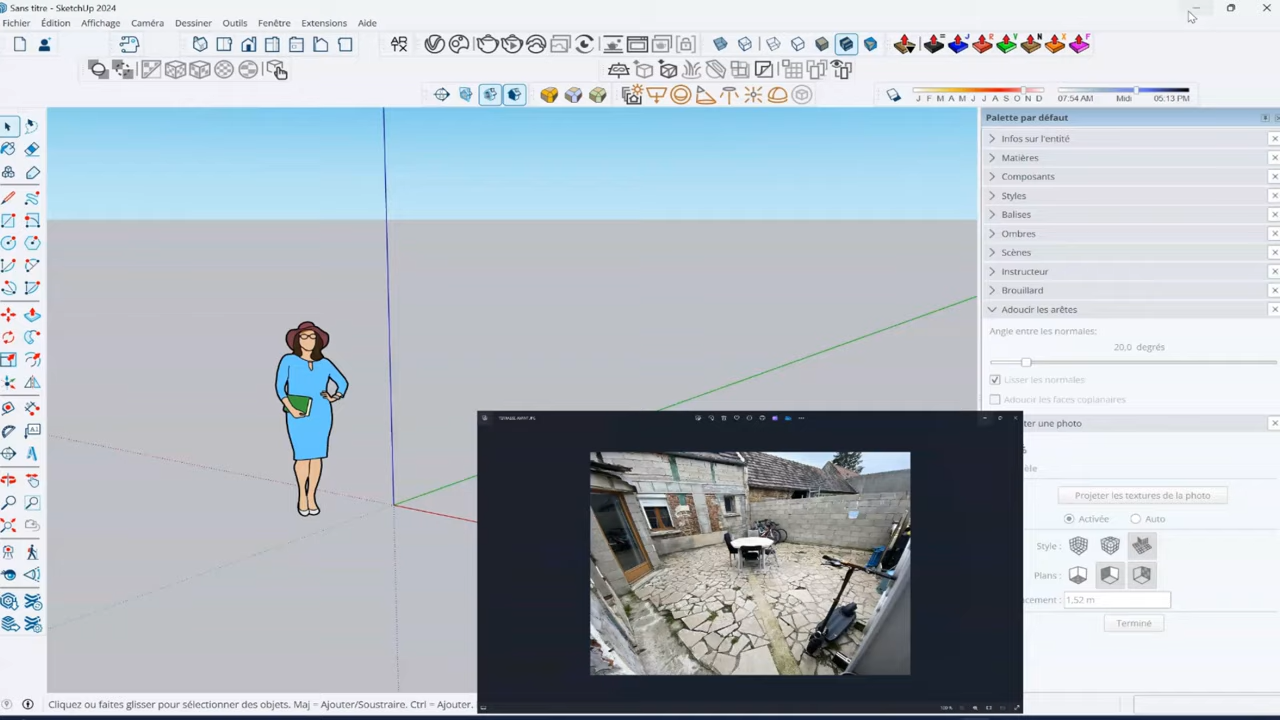 Sans titre - SketchUp 2024
Fichier Édition Affichage Caméra Dessiner Outils Fenêtre Extensions Aide
J F M A M J J A S O N D
07:54 AM Midi 05:13 PM
Palette par défaut
Infos sur l'entité
Matières
Composants
Styles
Balises
Ombres
Scènes
Instructeur
Brouillard
Adoucir les arêtes
Angle entre les normales:
20,0 degrés
Lisser les normales
Adoucir les faces coplanaires
ter une photo
Projeter les textures de la photo
Activée Auto
Style :
Plans :
cement : 1,52 m
Terminé
Cliquez ou faites glisser pour sélectionner des objets. Maj = Ajouter/Soustraire. Ctrl = Ajouter.